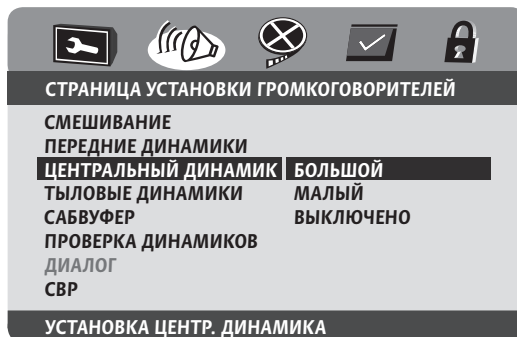 СТРАНИЦА УСТАНОВКИ ГРОМКОГОВОРИТЕЛЕЙ
СМЕШИВАНИЕ
ПЕРЕДНИЕ ДИНАМИКИ
ЦЕНТРАЛЬНЫЙ ДИНАМИК БОЛЬШОЙ
ТЫЛОВЫЕ ДИНАМИКИ МАЛЫЙ
САБВУФЕР ВЫКЛЮЧЕНО
ПРОВЕРКА ДИНАМИКОВ
ДИАЛОГ
СВР
УСТАНОВКА ЦЕНТР. ДИНАМИКА